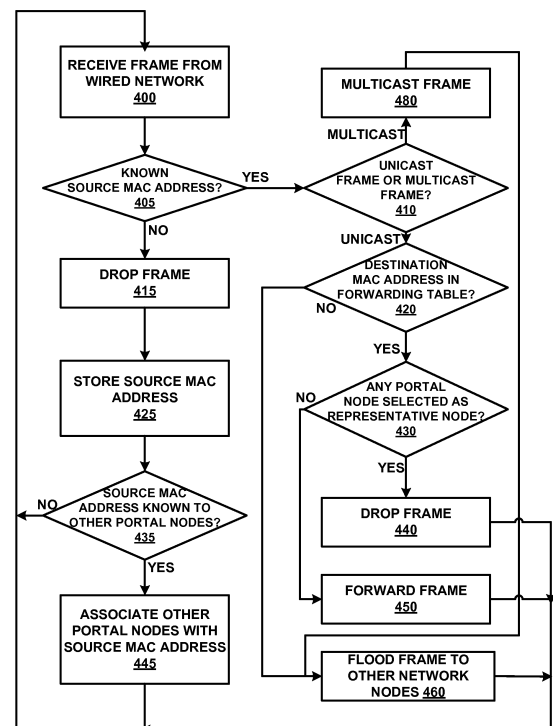 RECEIVE FRAME FROM
WIRED NETWORK
400
KNOWN
SOURCE MAC ADDRESS?
405
YES
NO
DROP FRAME
415
STORE SOURCE MAC
ADDRESS
425
SOURCE MAC
ADDRESS KNOWN TO
OTHER PORTAL NODES?
435
NO
YES
ASSOCIATE OTHER
PORTAL NODES WITH
SOURCE MAC ADDRESS
445
MULTICAST FRAME
480
MULTICAST
UNICAST
FRAME OR MULTICAST
FRAME?
410
UNICAST
DESTINATION
MAC ADDRESS IN
FORWARDING TABLE?
420
NO
YES
ANY PORTAL
NODE SELECTED AS
REPRESENTATIVE NODE?
430
NO
YES
DROP FRAME
440
FORWARD FRAME
450
FLOOD FRAME TO
OTHER NETWORK
NODES 460